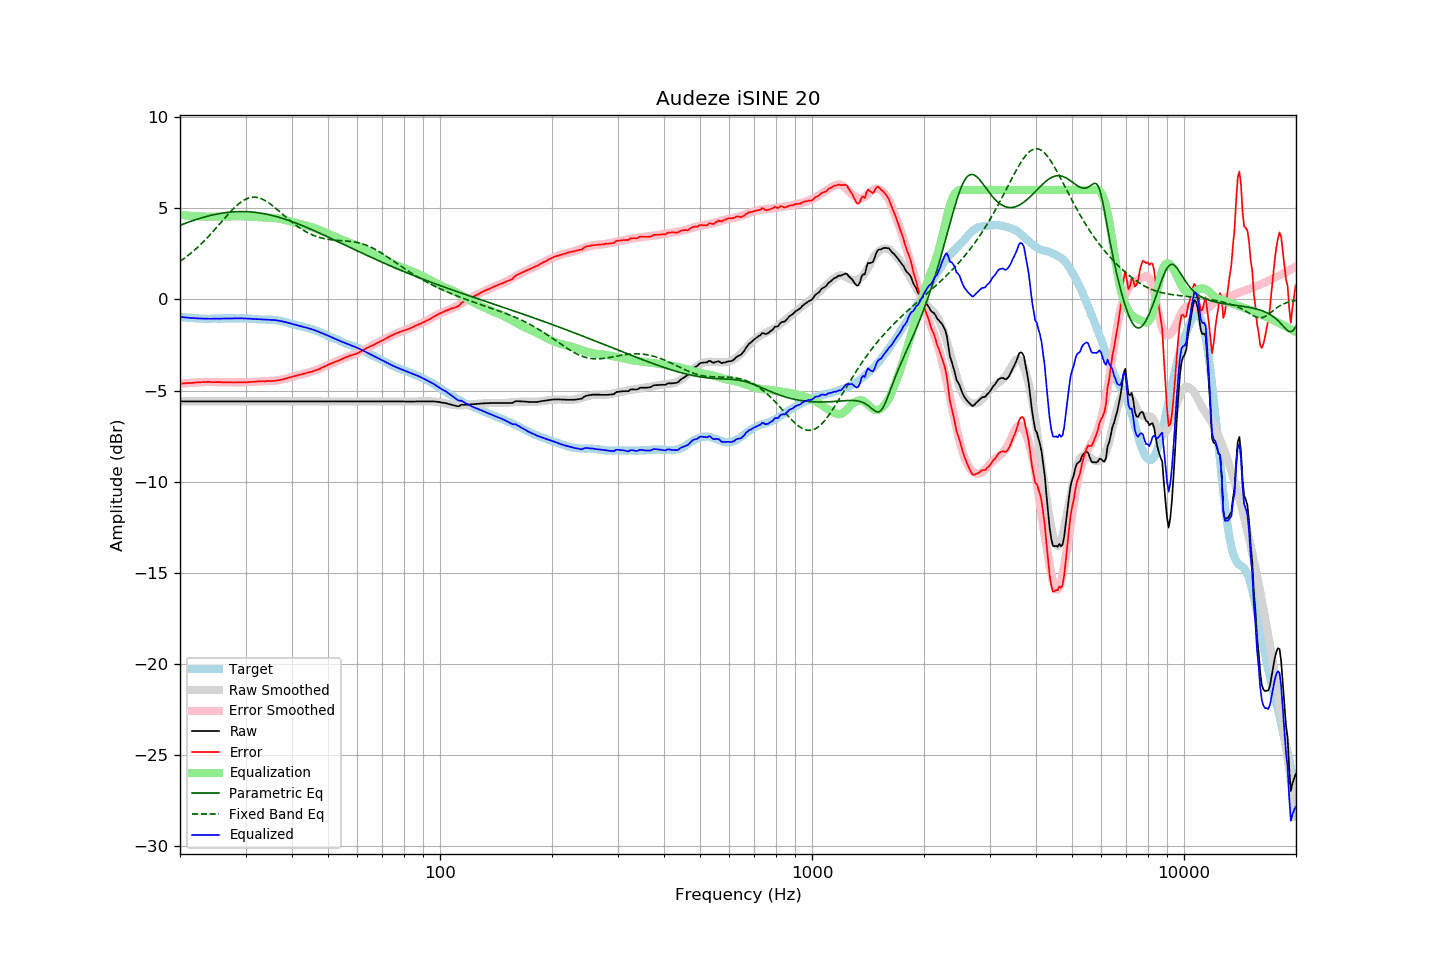 Audeze iSINE 20
10
5
0
−5
−10
−15
−20
−25
−30
Amplitude (dBr)
Target
Raw Smoothed
Error Smoothed
Raw
Error
Equalization
Parametric Eq
Fixed Band Eq
Equalized
100 1000 10000
Frequency (Hz)